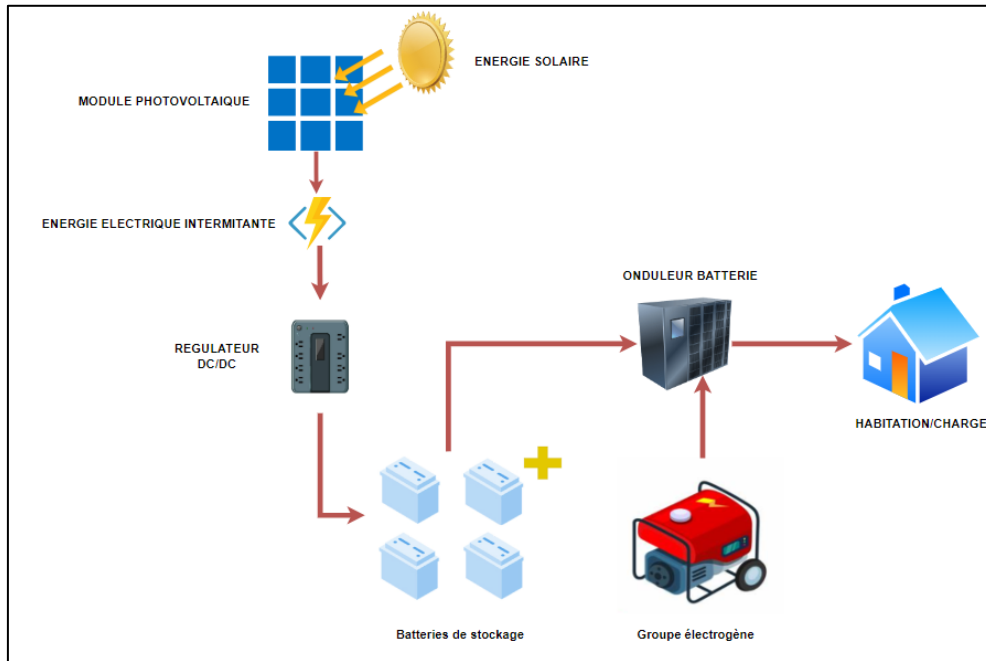 ENERGIE SOLAIRE
MODULE PHOTOVOLTAIQUE
ENERGIE ELECTRIQUE INTERMITANTE
ONDULEUR BATTERIE
REGULATEUR
DC/DC
HABITATION/CHARGE
Batteries de stockage
Groupe électrogène